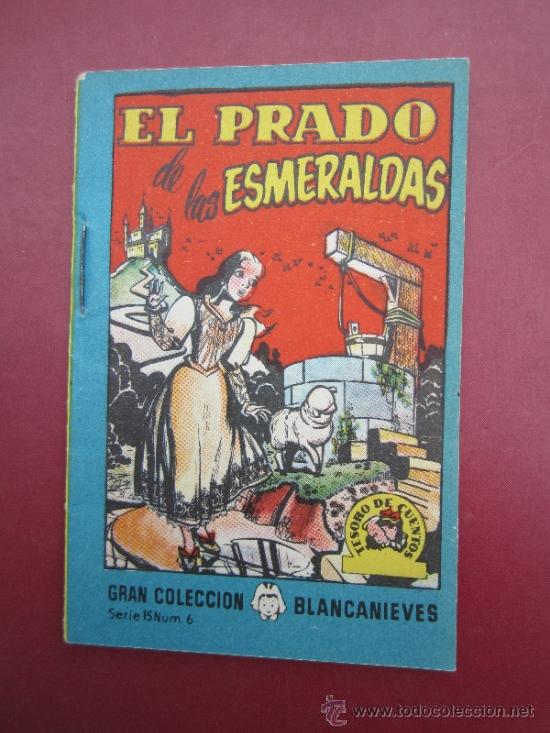 EL PRADO
de las ESMERALDAS
TESORO DE CUENTOS
GRAN COLECCION BLANCANIEVES
Serie 15 Num. 6
© www.todocoleccion.net